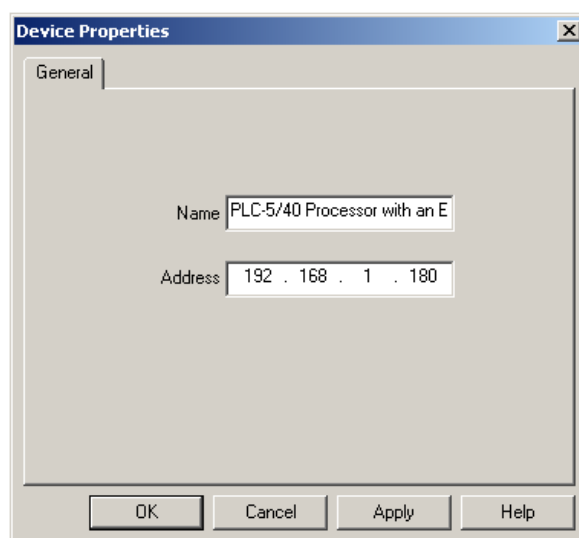 Device Properties
General
Name PLC-5/40 Processor with an E
Address 192 . 168 . 1 . 180
OK Cancel Apply Help